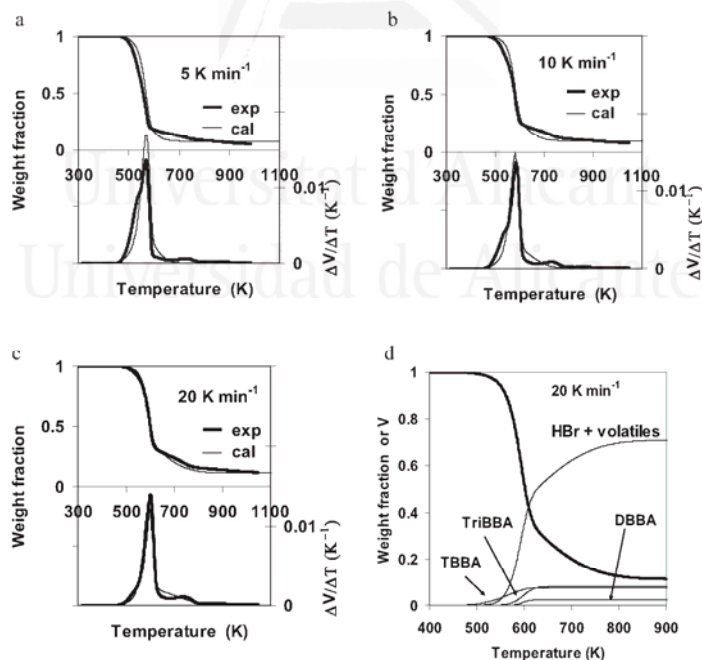 a
1
5 K min⁻¹
exp
cal
0.5
Weight fraction
0
300 500 700 900 1100
0.01
0
ΔV/ΔT (K⁻¹)
Temperature (K)
b
1
10 K min⁻¹
exp
cal
0.5
Weight fraction
0
300 500 700 900 1100
0.01
0
ΔV/ΔT (K⁻¹)
Temperature (K)
Universitat d'Alacant
Universidad de Alicante
c
1
20 K min⁻¹
exp
cal
0.5
Weight fraction
0
300 500 700 900 1100
0.01
0
ΔV/ΔT (K⁻¹)
Temperature (K)
d
1
20 K min⁻¹
HBr + volatiles
0.8
0.6
Weight fraction or V
0.4
TriBBA
DBBA
TBBA
0.2
0
400 500 600 700 800 900
Temperature (K)